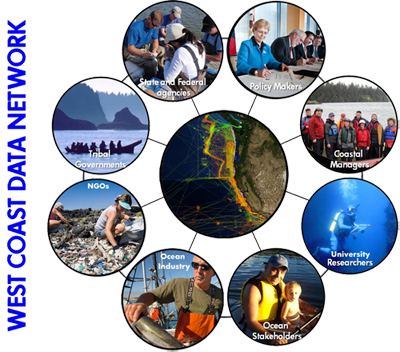 WEST COAST DATA NETWORK
State and Federal
agencies
Policy Makers
Tribal
Governments
Coastal
Managers
NGOs
University
Researchers
Ocean
Industry
Ocean
Stakeholders